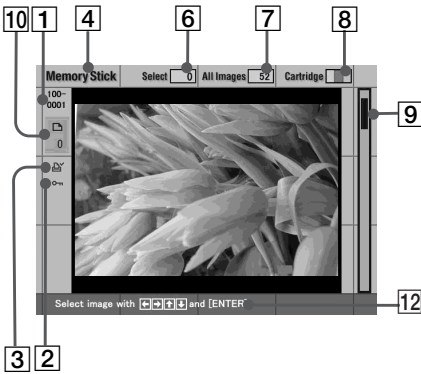 10 1 4 6 7 8
Memory Stick Select 0 All Images 52 Cartridge
100-
0001
9
0
Select image with ←→↑↓ and [ENTER
12
3 2